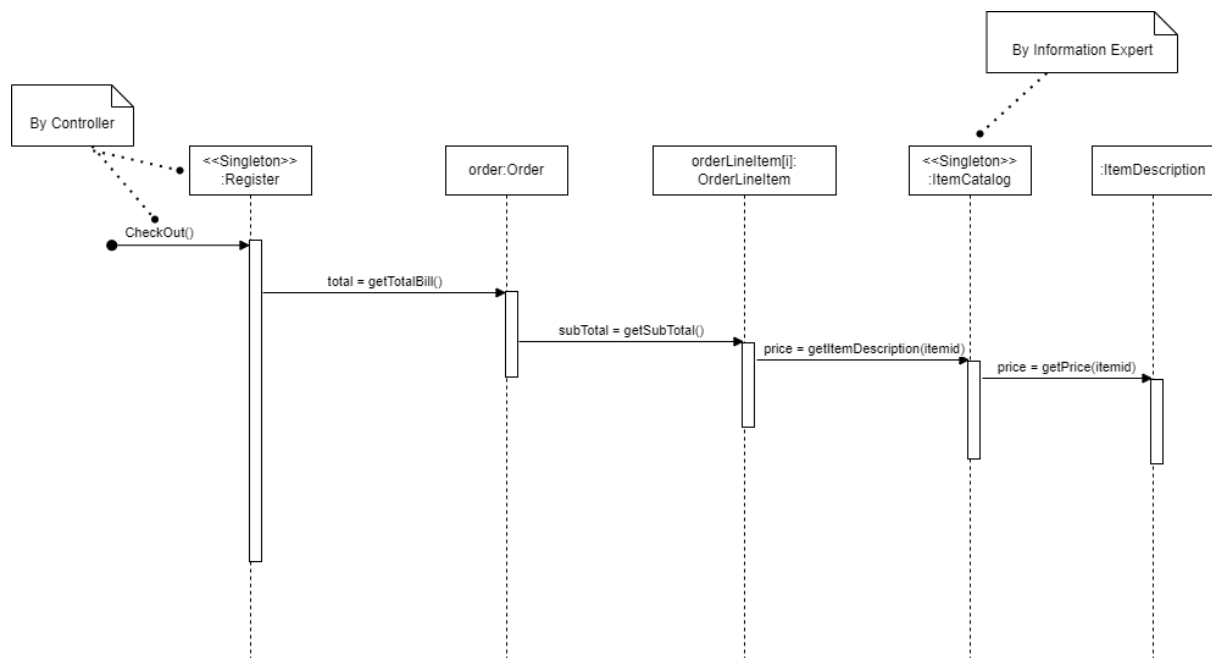 By Information Expert
By Controller
<<Singleton>>
:Register
order:Order
orderLineItem[i]:
OrderLineItem
<<Singleton>>
:ItemCatalog
:ItemDescription
CheckOut()
total = getTotalBill()
subTotal = getSubTotal()
price = getItemDescription(itemid)
price = getPrice(itemid)